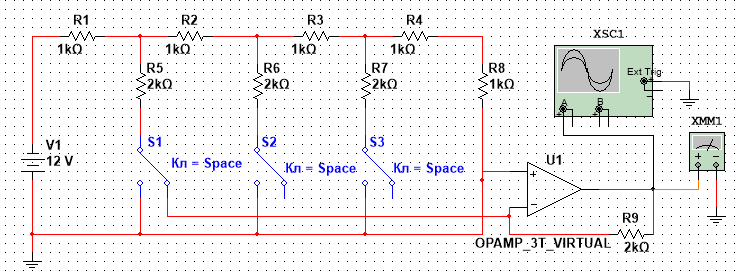 R1
1kΩ
R2
1kΩ
R3
1kΩ
R4
1kΩ
XSC1
Ext Trig
+
−
A
B
+
−
+
−
R5
2kΩ
R6
2kΩ
R7
2kΩ
R8
1kΩ
XMM1
+
−
V1
12 V
S1
Кл = Space
S2
Кл = Space
S3
Кл = Space
U1
+
−
OPAMP_3T_VIRTUAL
R9
2kΩ